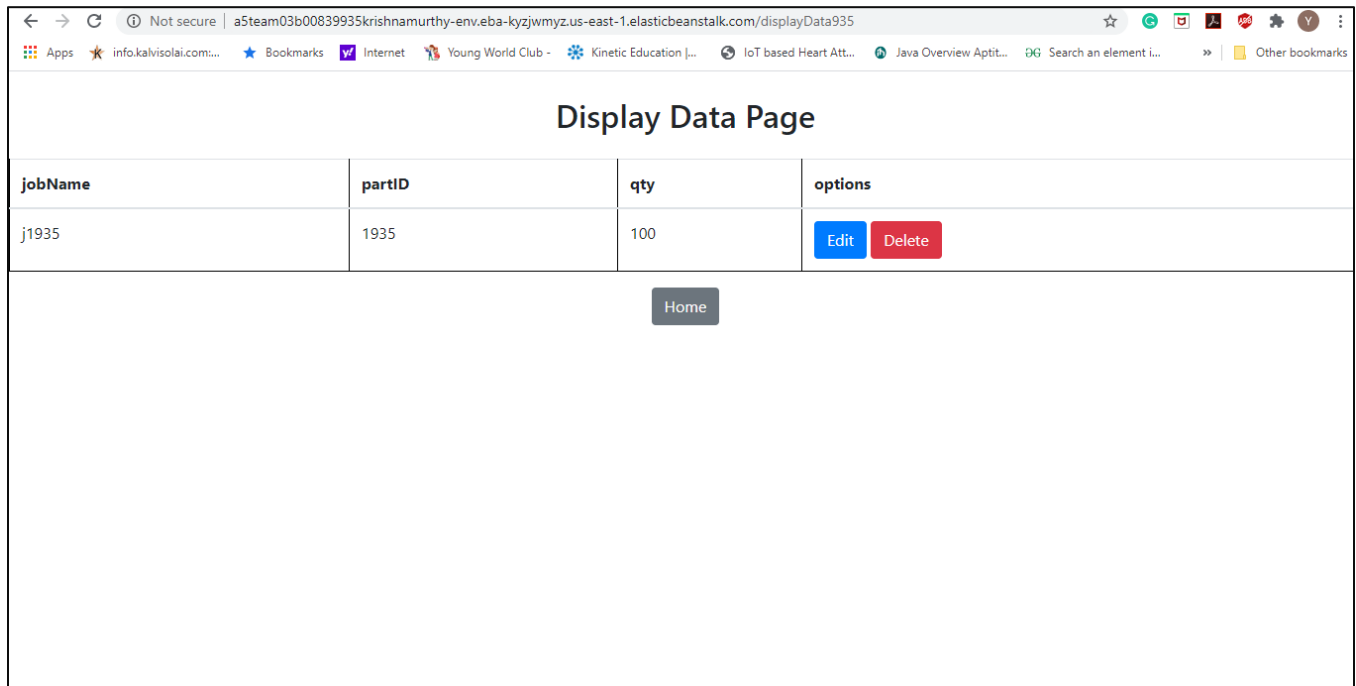 Not secure | a5team03b00839935krishnamurthy-env.eba-kyzjwmyz.us-east-1.elasticbeanstalk.com/displayData935 Y
Apps info.kalvisolai.com:... Bookmarks Internet Young World Club - Kinetic Education |... IoT based Heart Att... Java Overview Aptit... Search an element i... » Other bookmarks
Display Data Page
jobName partID qty options
j1935 1935 100 Edit Delete
Home